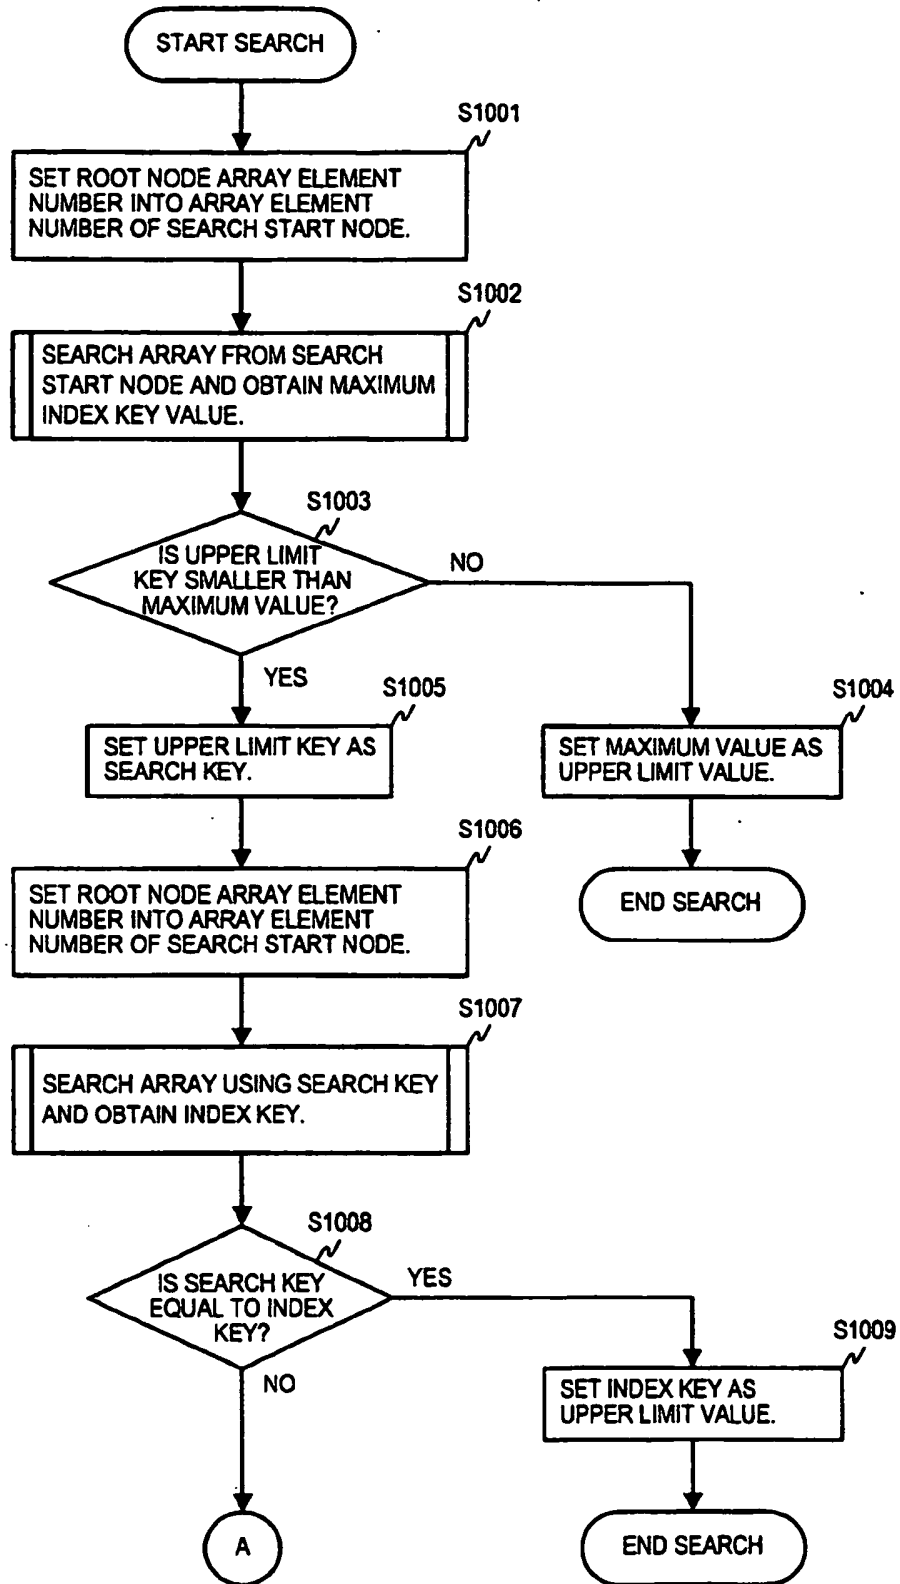 START SEARCH
S1001
SET ROOT NODE ARRAY ELEMENT
NUMBER INTO ARRAY ELEMENT
NUMBER OF SEARCH START NODE.
S1002
SEARCH ARRAY FROM SEARCH
START NODE AND OBTAIN MAXIMUM
INDEX KEY VALUE.
S1003
IS UPPER LIMIT
KEY SMALLER THAN
MAXIMUM VALUE?
NO
YES
S1005
SET UPPER LIMIT KEY AS
SEARCH KEY.
S1004
SET MAXIMUM VALUE AS
UPPER LIMIT VALUE.
END SEARCH
S1006
SET ROOT NODE ARRAY ELEMENT
NUMBER INTO ARRAY ELEMENT
NUMBER OF SEARCH START NODE.
S1007
SEARCH ARRAY USING SEARCH KEY
AND OBTAIN INDEX KEY.
S1008
IS SEARCH KEY
EQUAL TO INDEX
KEY?
YES
NO
S1009
SET INDEX KEY AS
UPPER LIMIT VALUE.
END SEARCH
A